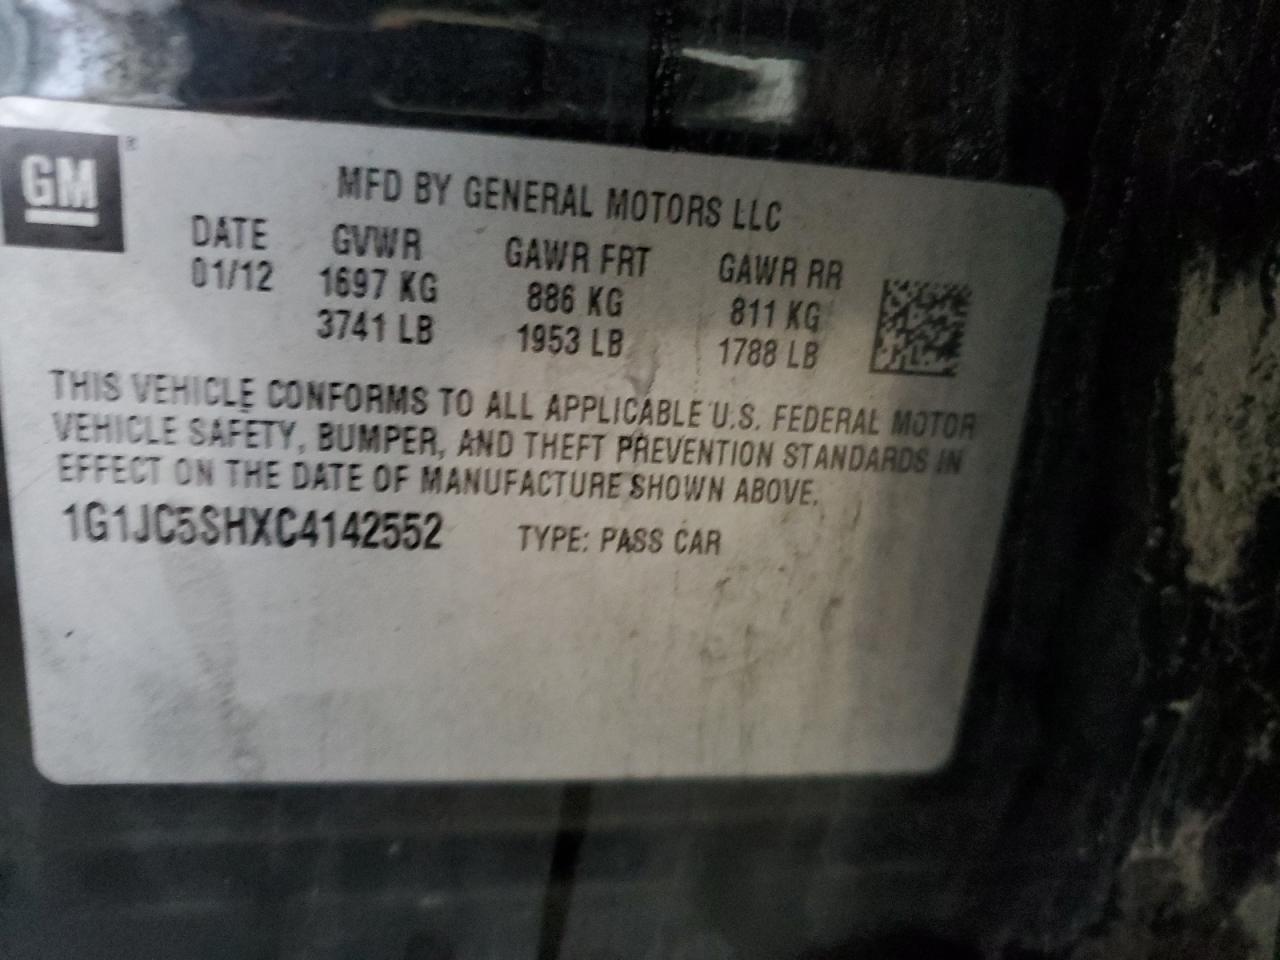 GM®
MFD BY GENERAL MOTORS LLC
DATE GVWR GAWR FRT GAWR RR
01/12 1697 KG 886 KG 811 KG
3741 LB 1953 LB 1788 LB
THIS VEHICLE CONFORMS TO ALL APPLICABLE U.S. FEDERAL MOTOR
VEHICLE SAFETY, BUMPER, AND THEFT PREVENTION STANDARDS IN
EFFECT ON THE DATE OF MANUFACTURE SHOWN ABOVE.
1G1JC5SHXC4142552 TYPE: PASS CAR